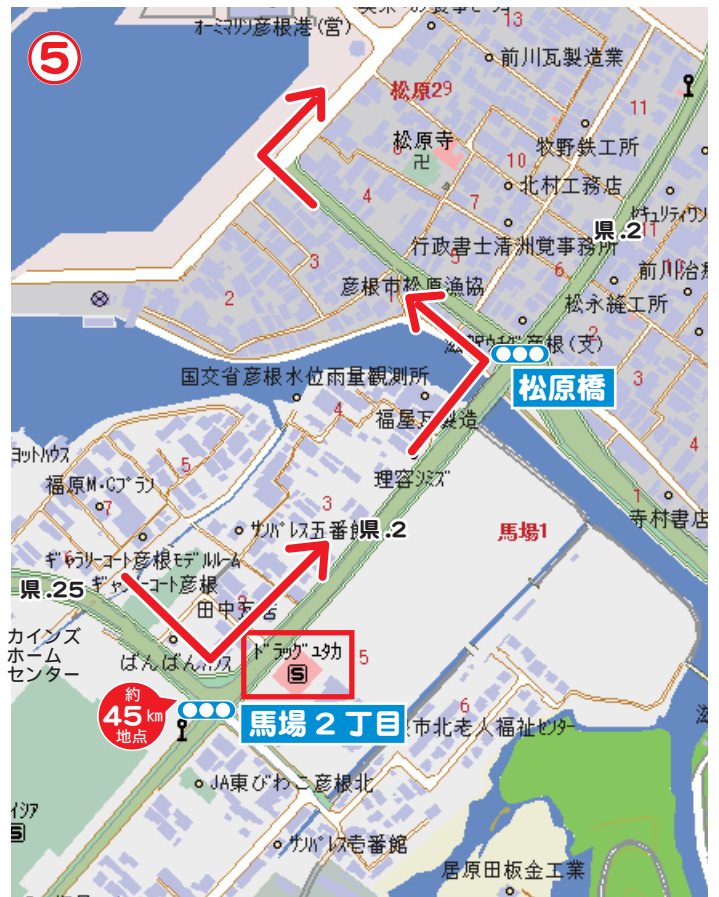 ⑤
オーミマリン彦根港(営)
13
前川瓦製造業
松原2
9
11
松原寺
卍
牧野鉄工所
10
北村工務店
4
7
県.2
行政書士清洲覚事務所
11
3
5
6
前川治療
彦根市松原漁協
2
1
松永縫工所
2
松原橋
国交省彦根水位雨量観測所
3
4
福屋瓦製造
4
ヨットハウス
5
理容シミズ
福原M・Cプラン
7
3
1
サンパレス五番館
県.2
馬場1
寺村書店
ギャラリーコート彦根モデルルーム
県.25
ギャラリーコート彦根
カインズ
ホーム
センター
ばんばんハウス
ドラッグユタカ
S
5
約
45km
地点
馬場2丁目
6
市北老人福祉センター
JA東びわこ彦根北
S
サンパレス壱番館
居原田板金工業